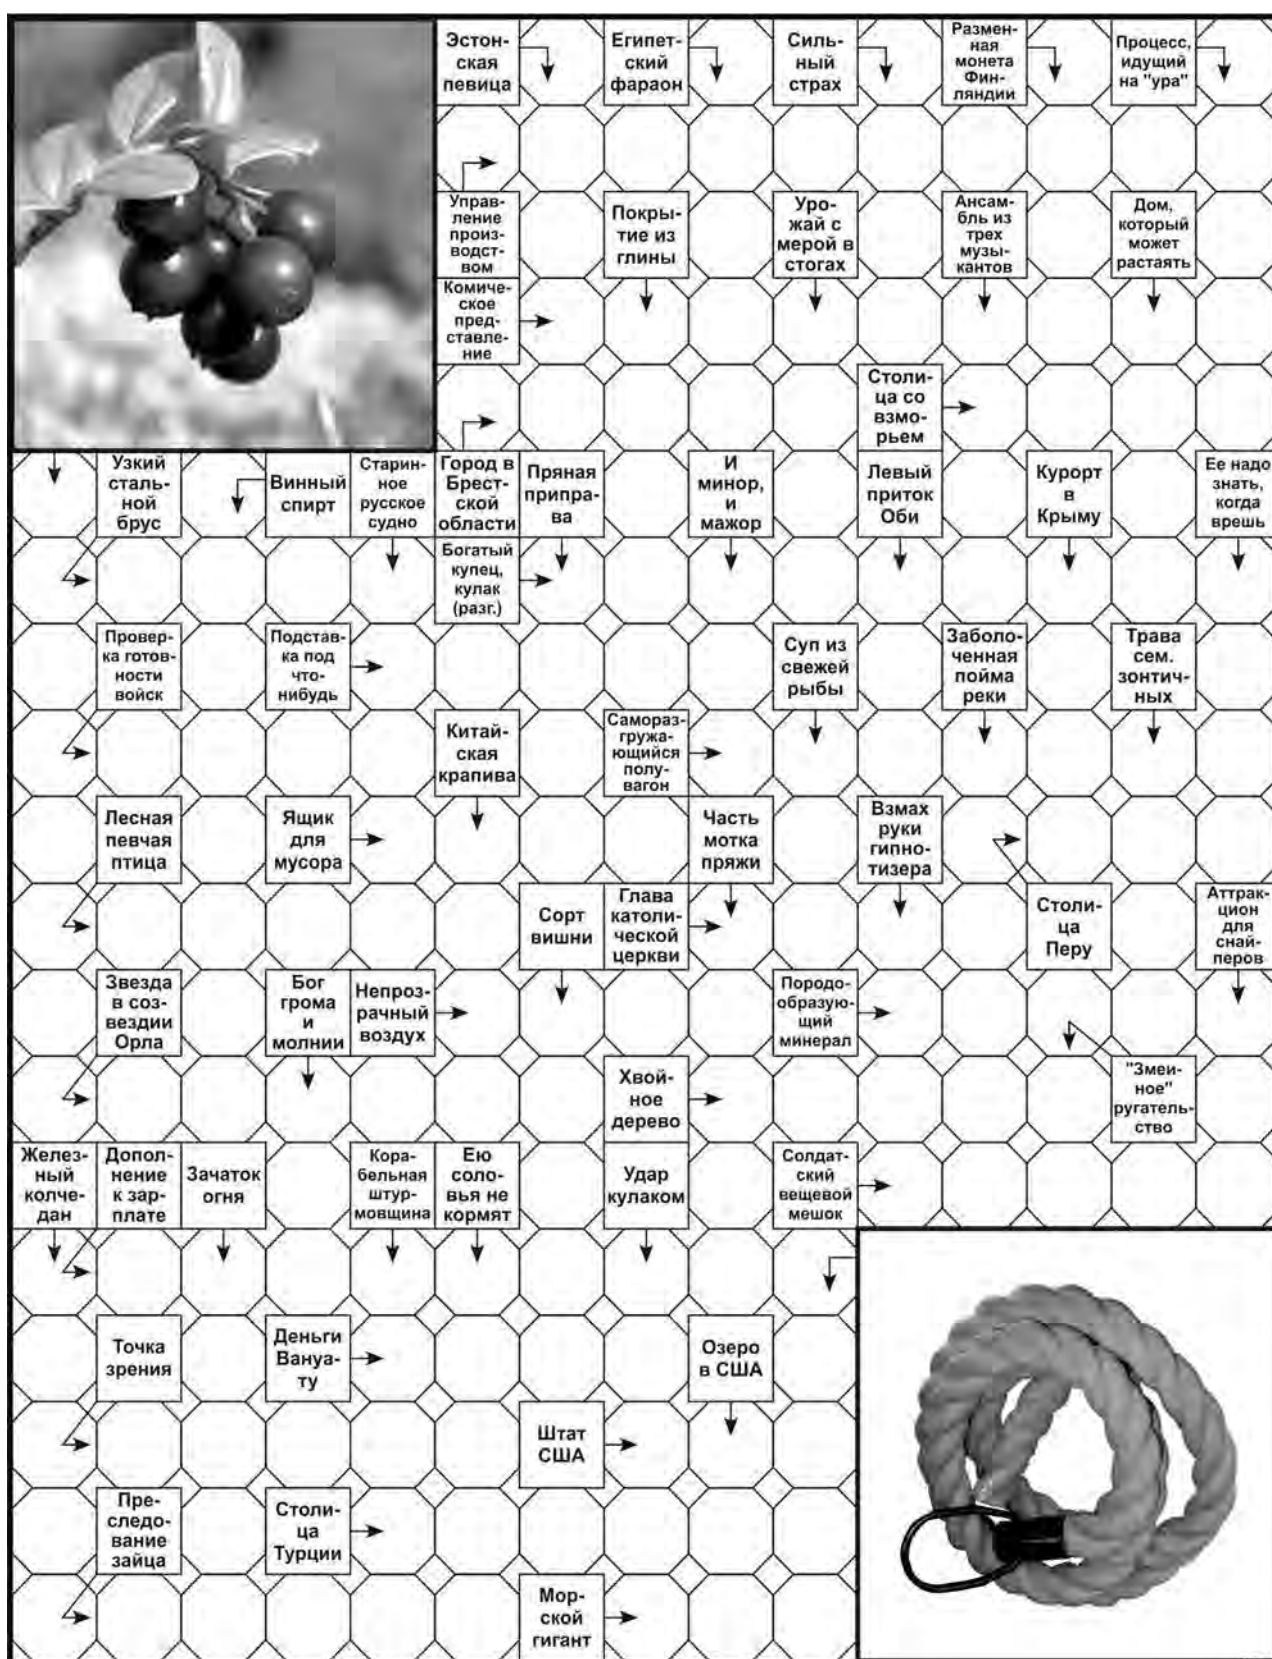 Эстон-
ская
певица
Египет-
ский
фараон
Силь-
ный
страх
Размен-
ная
монета
Фин-
ляндии
Процесс,
идущий
на "ура"
Управ-
ление
произ-
водст-
вом
Покры-
тие из
глины
Уро-
жай с
мерой в
стогах
Ансам-
бль из
трех
музы-
кантов
Дом,
который
может
растаять
Комиче-
ское
пред-
ставле-
ние
Столи-
ца со
взмо-
рьем
Узкий
сталь-
ной
брус
Винный
спирт
Старин-
ное
русское
судно
Город в
Брест-
ской
области
Пряная
припра-
ва
И
минор,
и
мажор
Левый
приток
Оби
Курорт
в
Крыму
Ее надо
знать,
когда
врешь
Богатый
купец,
кулак
(разг.)
Провер-
ка готов-
ности
войск
Подстав-
ка под
что-
нибудь
Суп из
свежей
рыбы
Заболо-
ченная
пойма
реки
Трава
сем.
зонтич-
ных
Китай-
ская
крапива
Самораз-
гружа-
ющийся
полу-
вагон
Лесная
певчая
птица
Ящик
для
мусора
Часть
мотка
пряжи
Взмах
руки
гипно-
тизера
Сорт
вишни
Глава
католи-
ческой
церкви
Столи-
ца
Перу
Аттрак-
цион
для
снай-
перов
Звезда
в соз-
вездии
Орла
Бог
грома
и
молнии
Непроз-
рачный
воздух
Породо-
образую-
щий
минерал
Хвой-
ное
дерево
"Змеи-
ное"
ругатель-
ство
Желез-
ный
колче-
дан
Допол-
нение
к зар-
плате
Зачаток
огня
Кора-
бельная
штур-
мовщина
Ею
соло-
вья не
кормят
Удар
кулаком
Солдат-
ский
вещевой
мешок
Точка
зрения
Деньги
Вануа-
ту
Озеро
в США
Штат
США
Пре-
следо-
вание
зайца
Столи-
ца
Турции
Мор-
ской
гигант